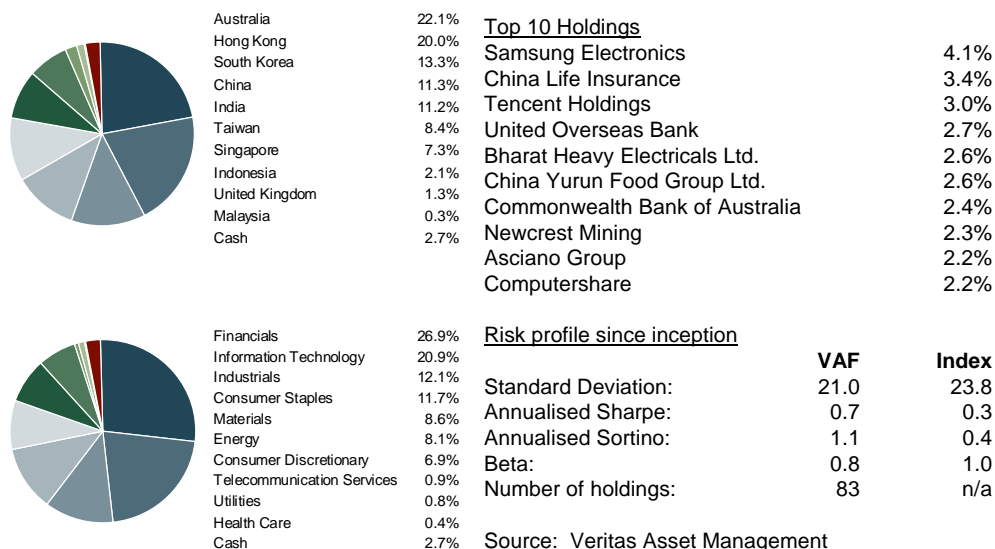 Australia 22.1%
Hong Kong 20.0%
South Korea 13.3%
China 11.3%
India 11.2%
Taiwan 8.4%
Singapore 7.3%
Indonesia 2.1%
United Kingdom 1.3%
Malaysia 0.3%
Cash 2.7%
Top 10 Holdings
Samsung Electronics 4.1%
China Life Insurance 3.4%
Tencent Holdings 3.0%
United Overseas Bank 2.7%
Bharat Heavy Electricals Ltd. 2.6%
China Yurun Food Group Ltd. 2.6%
Commonwealth Bank of Australia 2.4%
Newcrest Mining 2.3%
Asciano Group 2.2%
Computershare 2.2%
Financials 26.9%
Information Technology 20.9%
Industrials 12.1%
Consumer Staples 11.7%
Materials 8.6%
Energy 8.1%
Consumer Discretionary 6.9%
Telecommunication Services 0.9%
Utilities 0.8%
Health Care 0.4%
Cash 2.7%
Risk profile since inception
VAF Index
Standard Deviation: 21.0 23.8
Annualised Sharpe: 0.7 0.3
Annualised Sortino: 1.1 0.4
Beta: 0.8 1.0
Number of holdings: 83 n/a
Source: Veritas Asset Management